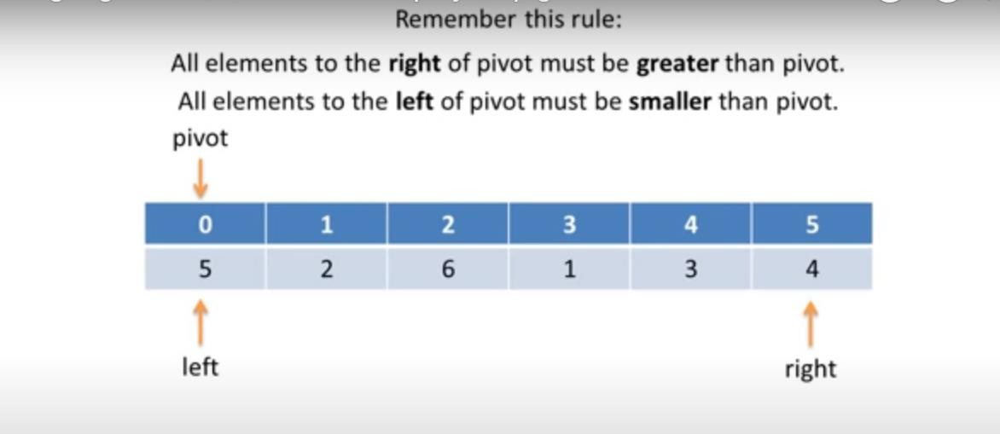 Remember this rule:
All elements to the right of pivot must be greater than pivot.
All elements to the left of pivot must be smaller than pivot.
pivot
0 1 2 3 4 5
5 2 6 1 3 4
left right